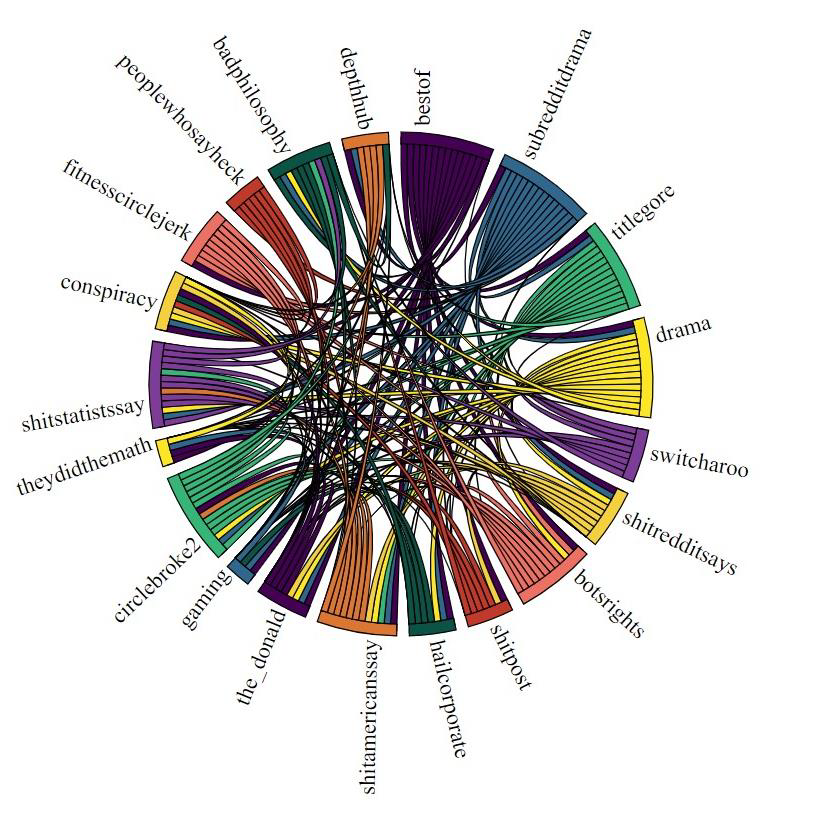 bestof
subredditdrama
titlegore
drama
switcharoo
shitredditsays
botsrights
shitpost
hailcorporate
shitamericanssay
the_donald
gaming
circlebroke2
theydidthemath
shitstatistssay
conspiracy
fitnesscirclejerk
peoplewhosayheck
badphilosophy
depthhub